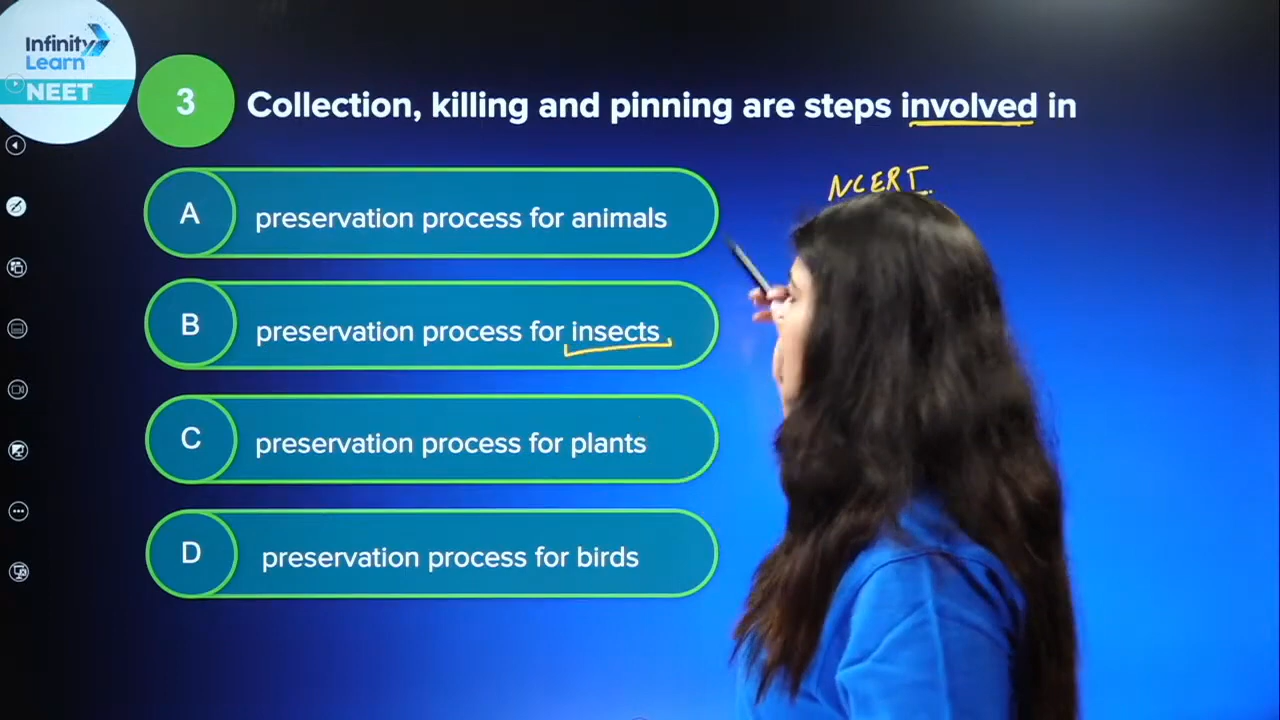 Infinity
Learn
NEET
3
Collection, killing and pinning are steps involved in
NCERT.
A
preservation process for animals
B
preservation process for insects
C
preservation process for plants
D
preservation process for birds